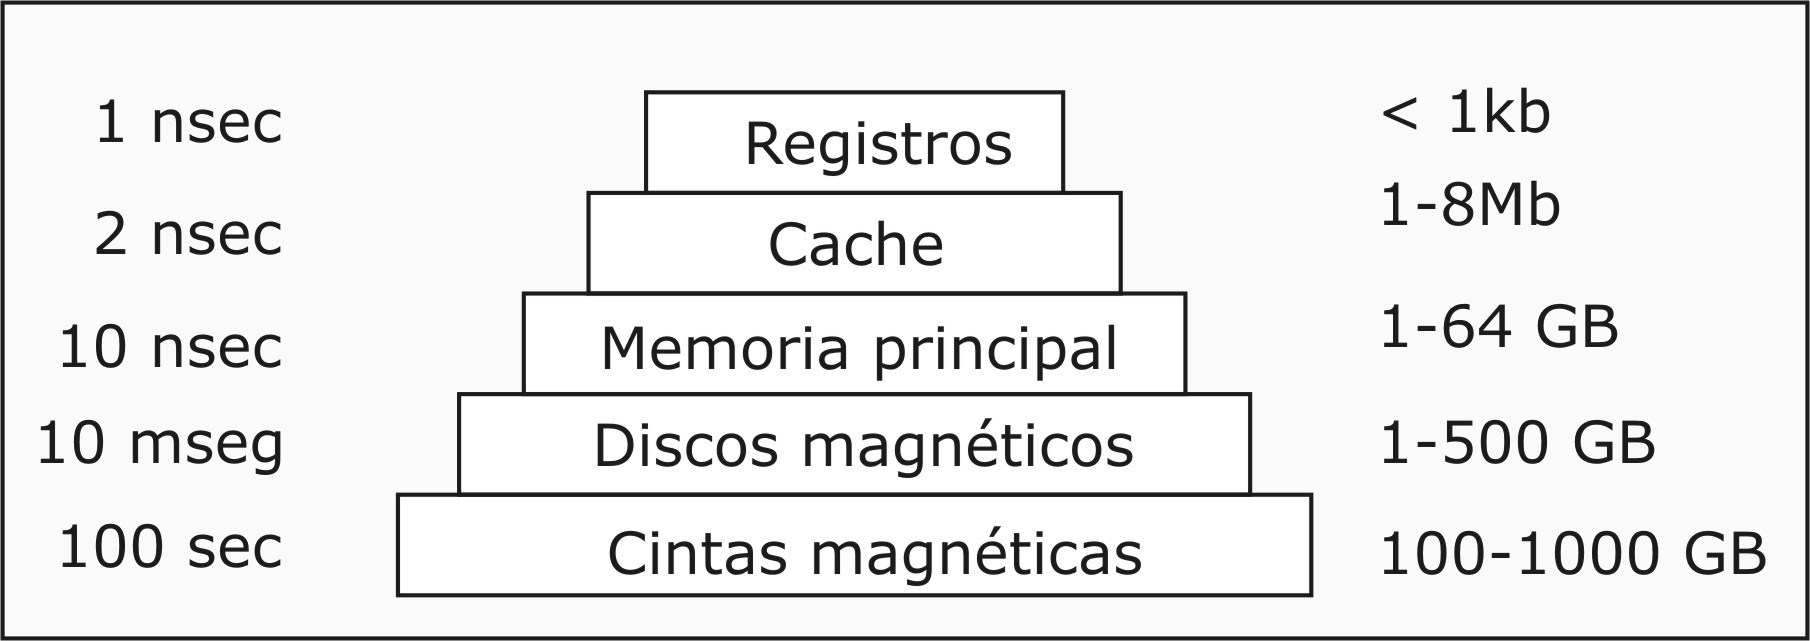 1 nsec Registros < 1kb
2 nsec Cache 1-8Mb
10 nsec Memoria principal 1-64 GB
10 mseg Discos magnéticos 1-500 GB
100 sec Cintas magnéticas 100-1000 GB